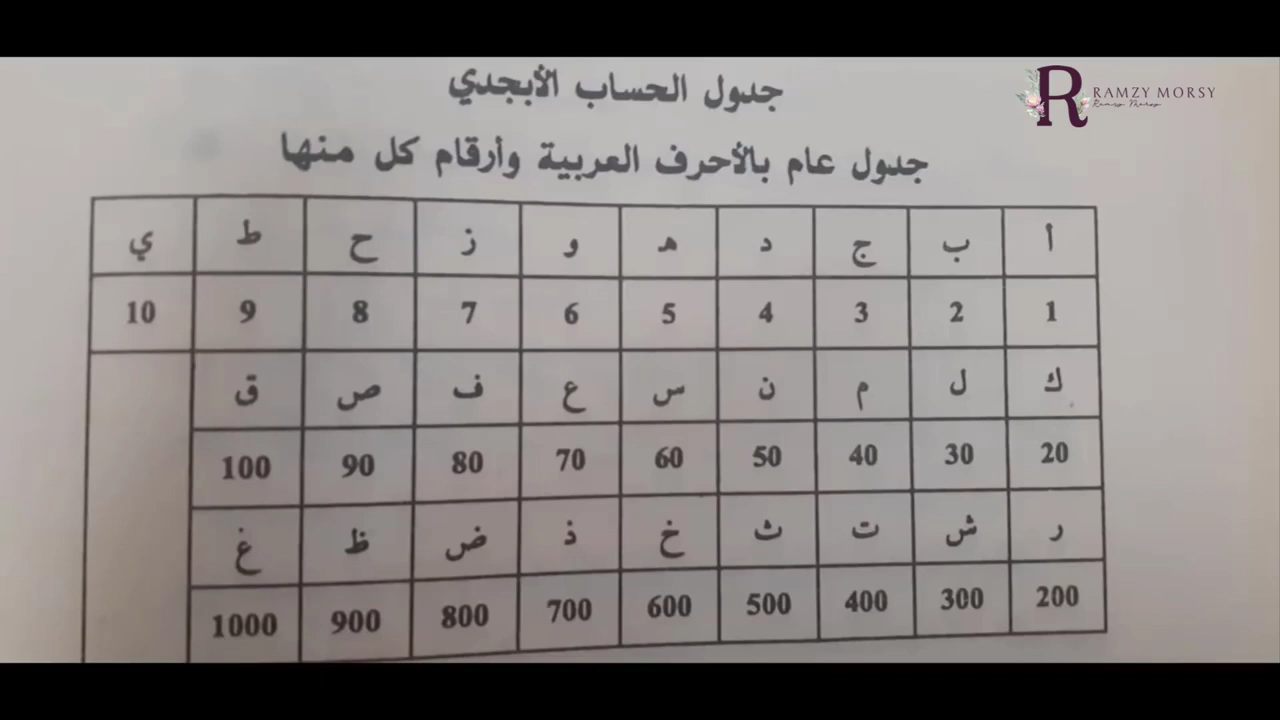 جدول الحساب الأبجدي
RAMZY MORSY
Ramzy Morsy
جدول عام بالأحرف العربية وأرقام كل منها
أ ب ج د هـ و ز ح ط ي
1 2 3 4 5 6 7 8 9 10
ك ل م ن س ع ف ص ق
20 30 40 50 60 70 80 90 100
ر ش ت ث خ ذ ض ظ غ
200 300 400 500 600 700 800 900 1000